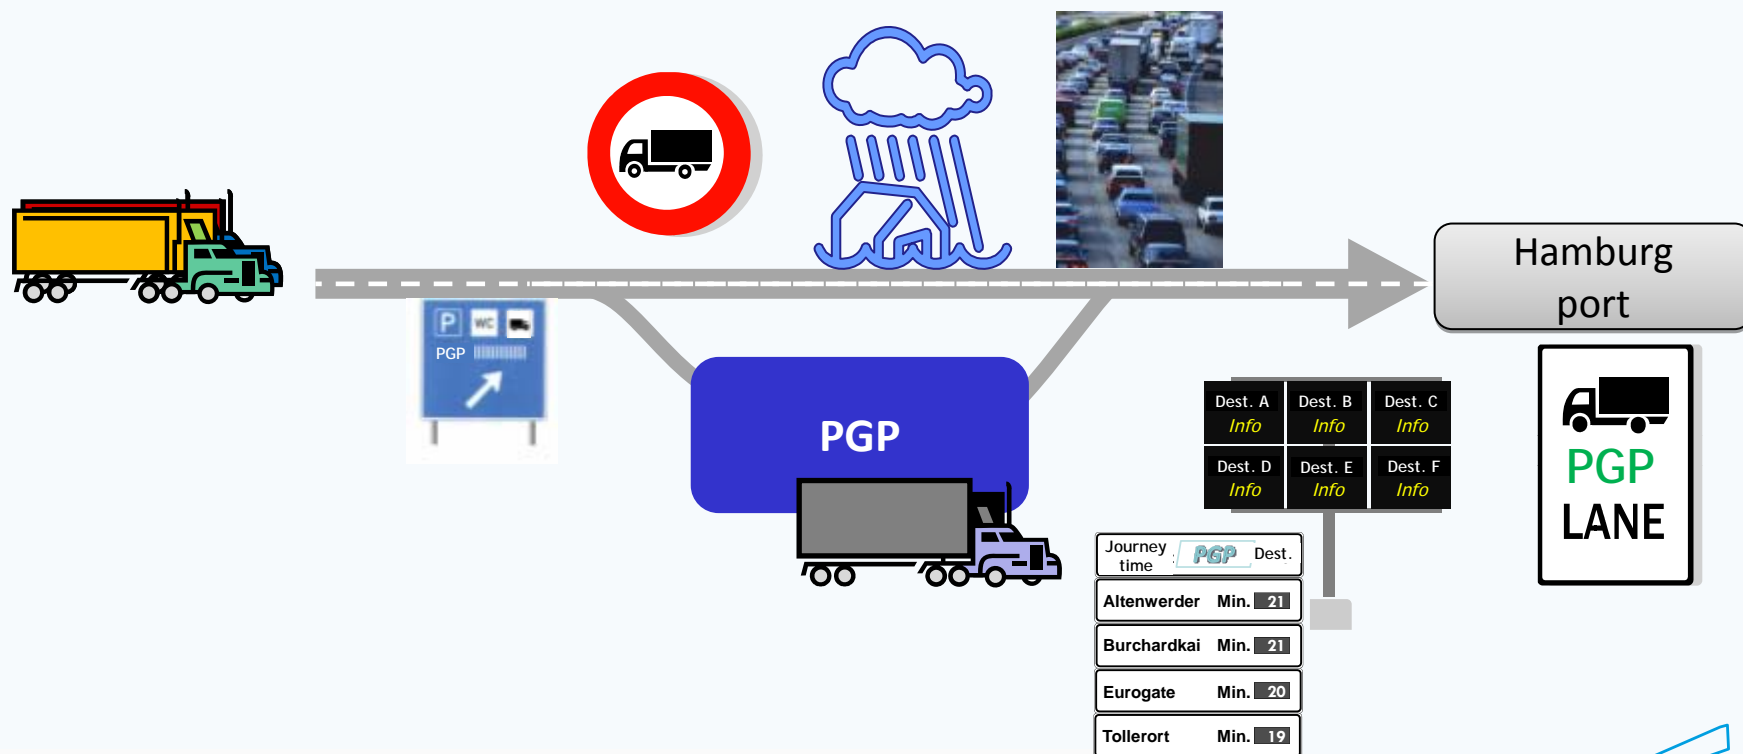 Hamburg
port
P WC
PGP
PGP
Dest. A Dest. B Dest. C
Info Info Info
Dest. D Dest. E Dest. F
Info Info Info
PGP
LANE
Journey time PGP Dest.
Altenwerder Min. 21
Burchardkai Min. 21
Eurogate Min. 20
Tollerort Min. 19